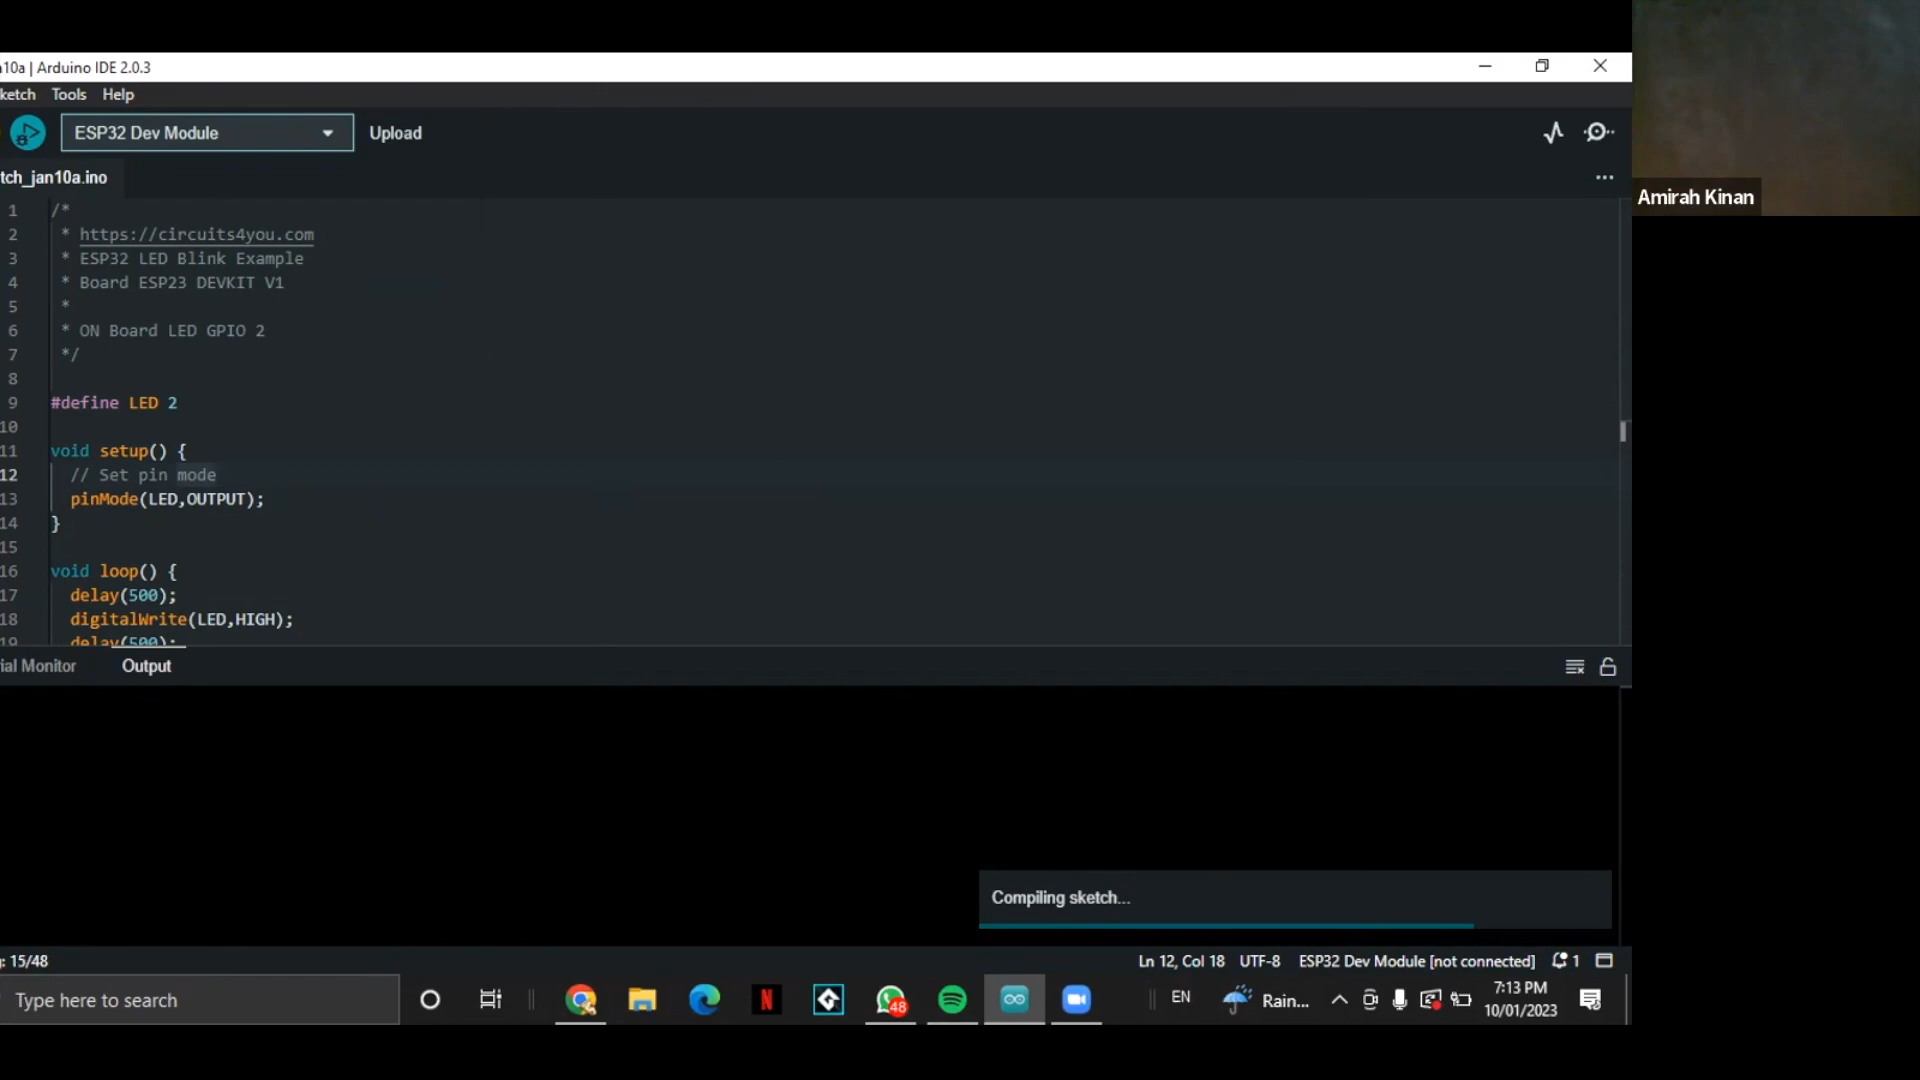 10a | Arduino IDE 2.0.3
ketch Tools Help
ESP32 Dev Module
Upload
tch_jan10a.ino
Amirah Kinan
1 /*
2 * https://circuits4you.com
3 * ESP32 LED Blink Example
4 * Board ESP23 DEVKIT V1
5 *
6 * ON Board LED GPIO 2
7 */
8
9 #define LED 2
10
11 void setup() {
12 // Set pin mode
13 pinMode(LED,OUTPUT);
14 }
15
16 void loop() {
17 delay(500);
18 digitalWrite(LED,HIGH);
19 delay(500);
ial Monitor Output
Compiling sketch...
: 15/48
Ln 12, Col 18 UTF-8 ESP32 Dev Module [not connected] 1
Type here to search
N
48
EN
Rain...
7:13 PM
10/01/2023